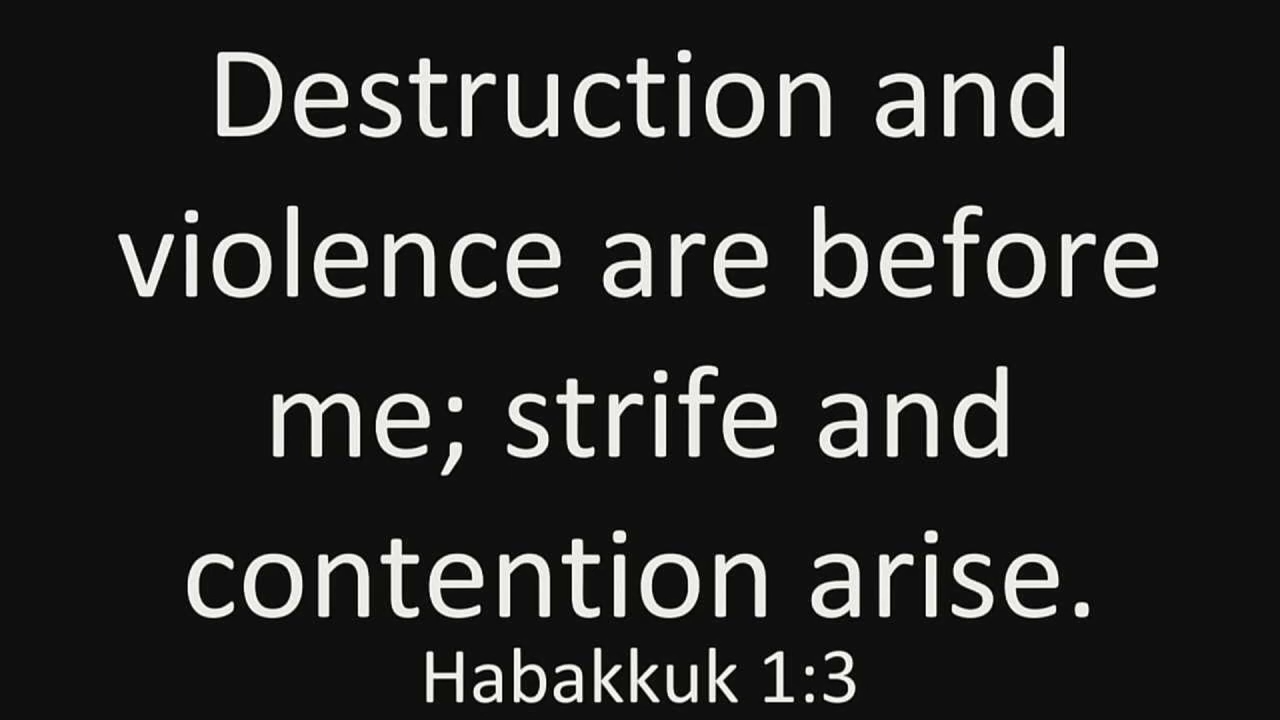 Destruction and
violence are before
me; strife and
contention arise.
Habakkuk 1:3